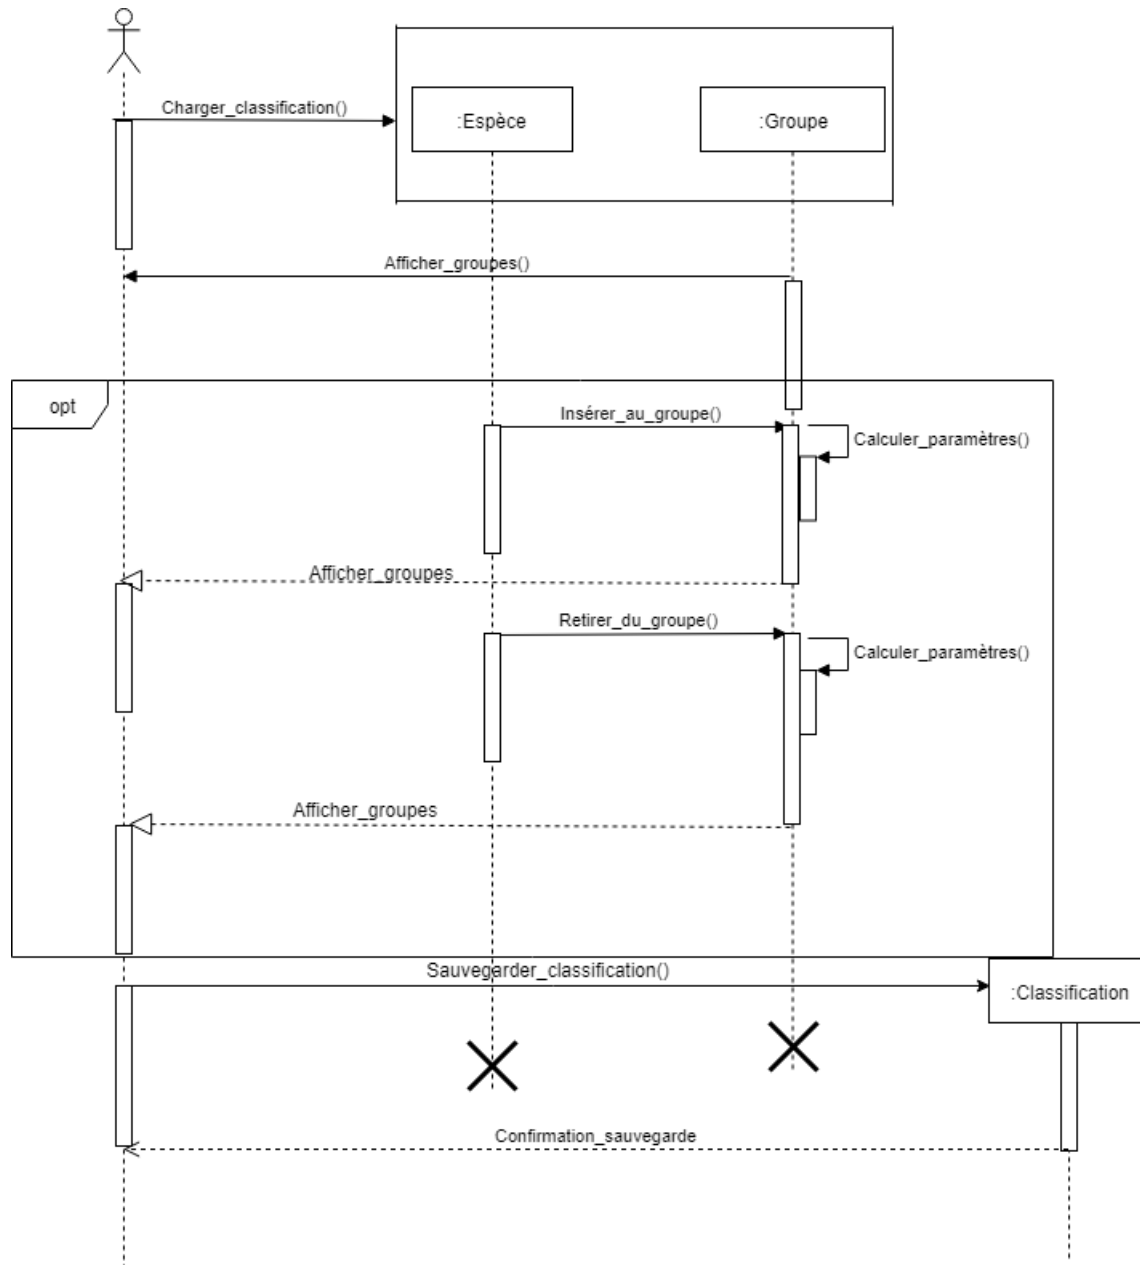 Charger_classification()
:Espèce
:Groupe
Afficher_groupes()
opt
Insérer_au_groupe()
Calculer_paramètres()
Afficher_groupes
Retirer_du_groupe()
Calculer_paramètres()
Afficher_groupes
Sauvegarder_classification()
:Classification
Confirmation_sauvegarde